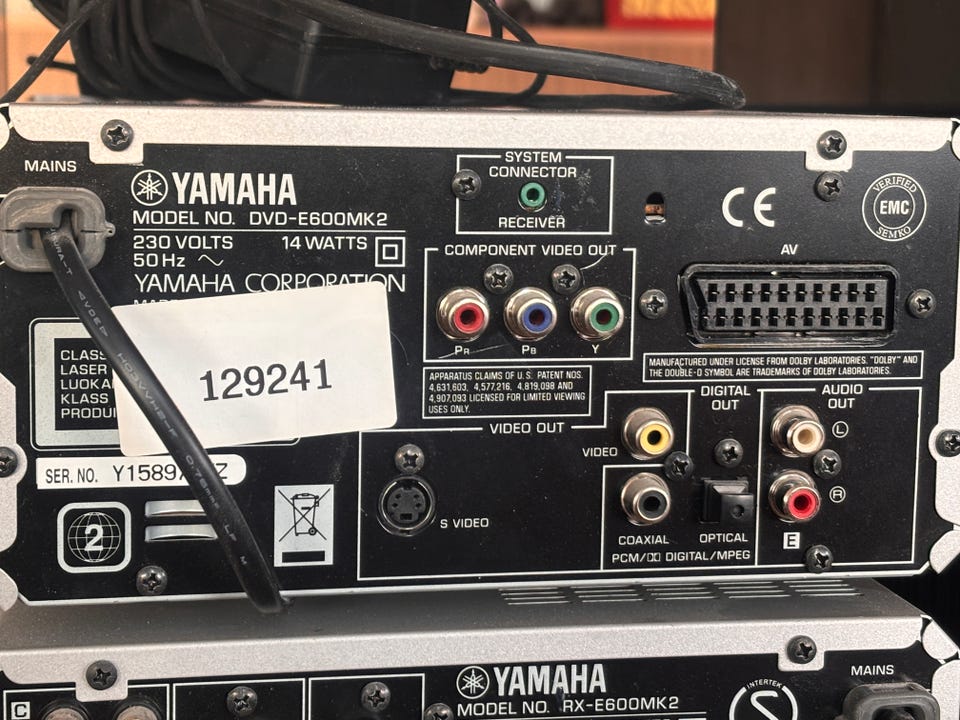 MAINS
YAMAHA
MODEL NO. DVD-E600MK2
230 VOLTS 14 WATTS
50 Hz ~
YAMAHA CORPORATION
129241
CLASS
LASER
KLASS
SER. NO.
2
SYSTEM
CONNECTOR
RECEIVER
COMPONENT VIDEO OUT
PR PB Y
APPARATUS CLAIMS OF U.S. PATENT NOS.
4,631,603, 4,577,216, 4,819,098 AND
4,907,093 LICENSED FOR LIMITED VIEWING
USES ONLY.
CE
VERIFIED
EMC
SEMKO
AV
MANUFACTURED UNDER LICENSE FROM DOLBY LABORATORIES. "DOLBY" AND
THE DOUBLE-D SYMBOL ARE TRADEMARKS OF DOLBY LABORATORIES.
VIDEO OUT
S VIDEO
VIDEO
DIGITAL
OUT
COAXIAL OPTICAL
PCM/DD DIGITAL/MPEG
AUDIO
OUT
L
R
E
C
YAMAHA
MODEL NO. RX-E600MK2
INTERTEK
S
MAINS